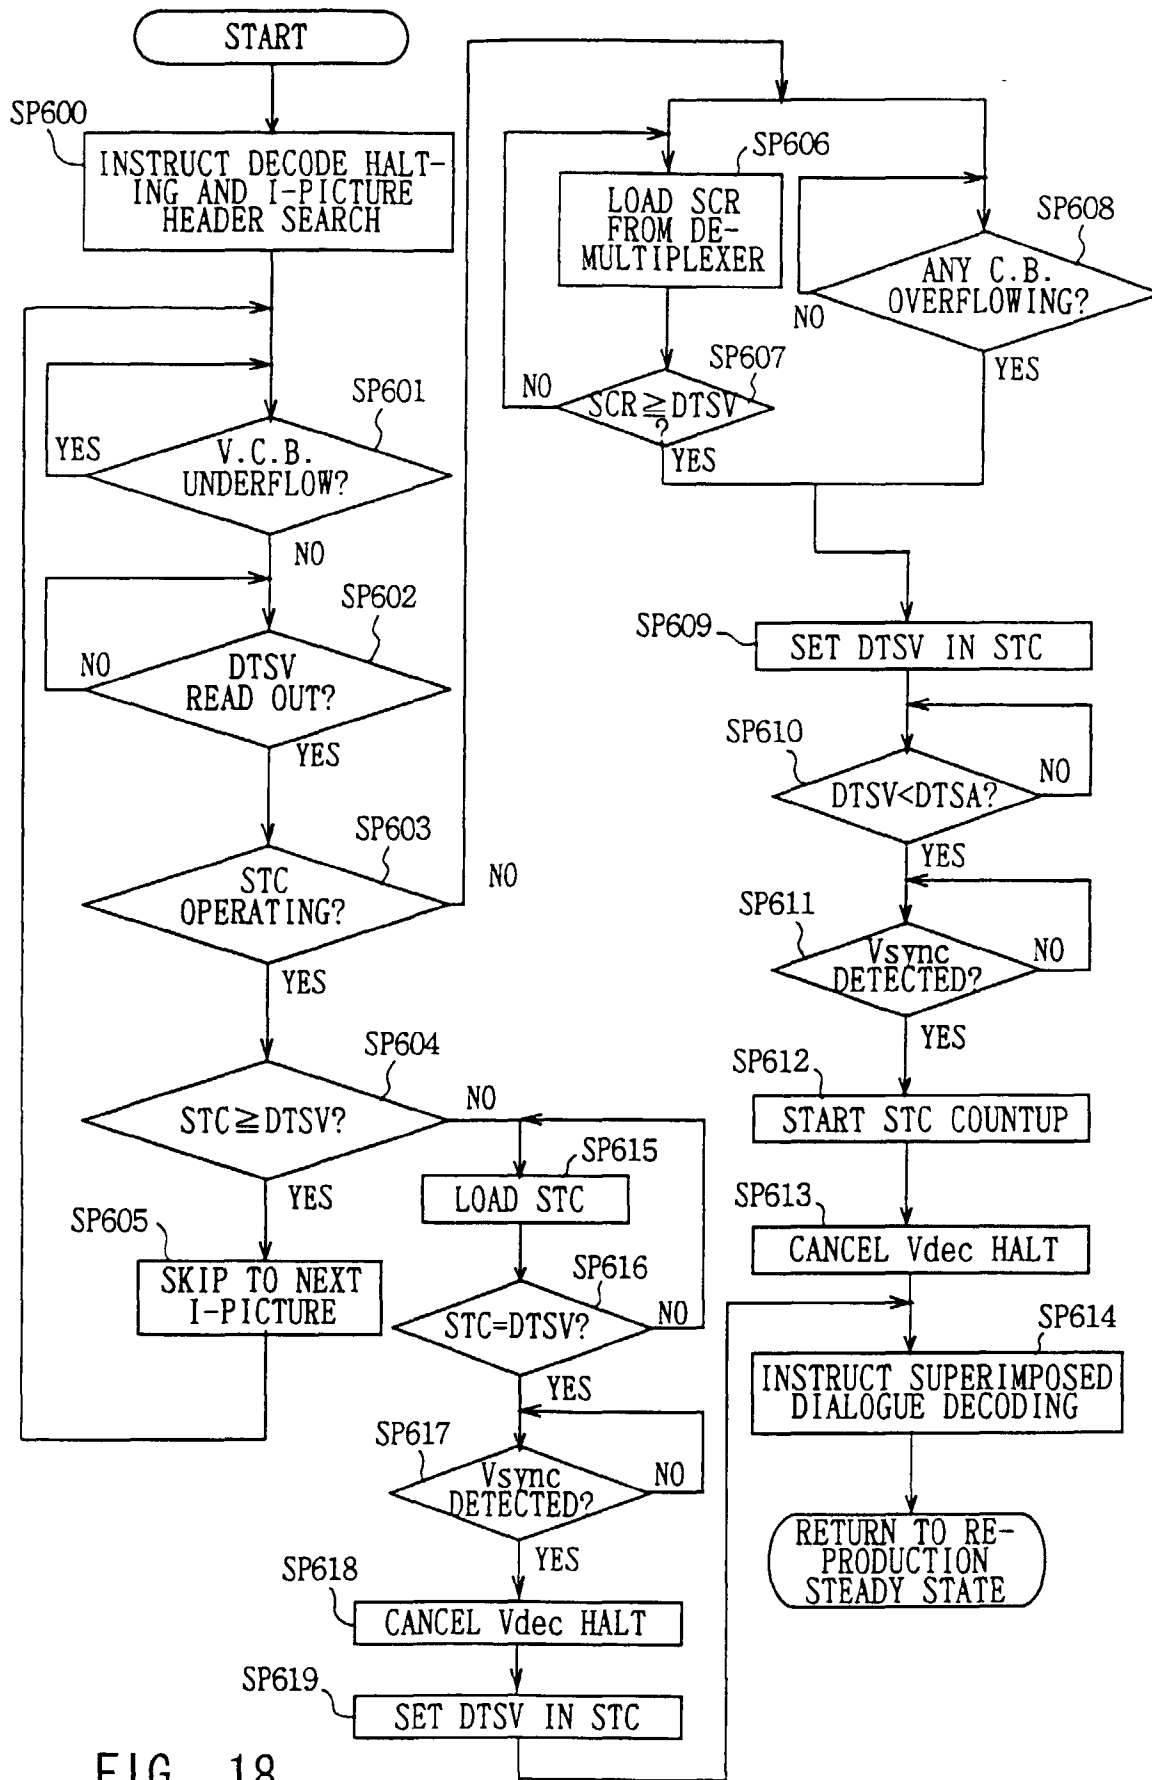 START
SP600
INSTRUCT DECODE HALT-
ING AND I-PICTURE
HEADER SEARCH
SP601
V.C.B.
UNDERFLOW?
YES
NO
SP602
DTSV
READ OUT?
NO
YES
SP603
STC
OPERATING?
NO
YES
SP604
STC≧DTSV?
NO
YES
SP605
SKIP TO NEXT
I-PICTURE
SP615
LOAD STC
SP616
STC=DTSV?
NO
YES
SP617
Vsync
DETECTED?
NO
YES
SP618
CANCEL Vdec HALT
SP619
SET DTSV IN STC
SP606
LOAD SCR
FROM DE-
MULTIPLEXER
SP607
SCR≧DTSV
?
NO
YES
SP608
ANY C.B.
OVERFLOWING?
NO
YES
SP609
SET DTSV IN STC
SP610
DTSV<DTSA?
NO
YES
SP611
Vsync
DETECTED?
NO
YES
SP612
START STC COUNTUP
SP613
CANCEL Vdec HALT
SP614
INSTRUCT SUPERIMPOSED
DIALOGUE DECODING
RETURN TO RE-
PRODUCTION
STEADY STATE
FIG. 18